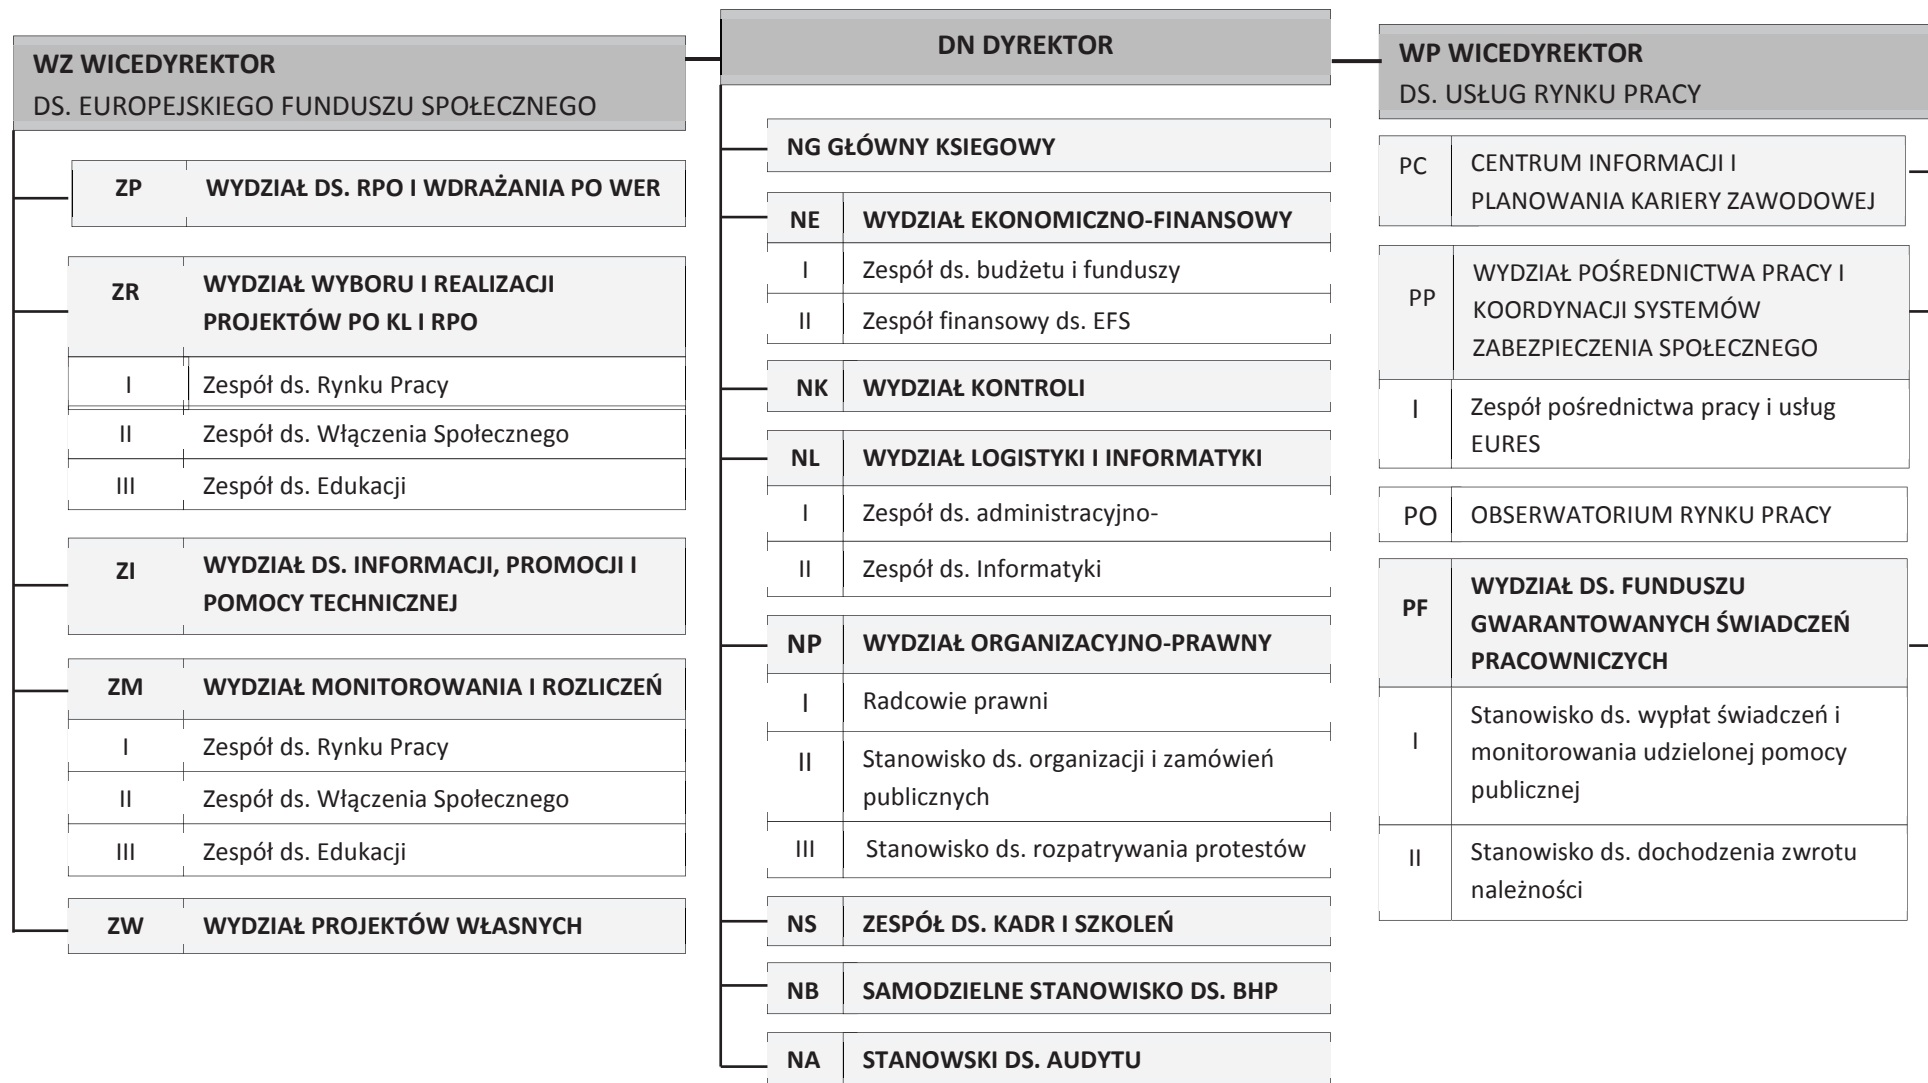 WZ WICEDYREKTOR
DS. EUROPEJSKIEGO FUNDUSZU SPOŁECZNEGO
ZP WYDZIAŁ DS. RPO I WDRAŻANIA PO WER
ZR WYDZIAŁ WYBORU I REALIZACJI
PROJEKTÓW PO KL I RPO
I Zespół ds. Rynku Pracy
II Zespół ds. Włączenia Społecznego
III Zespół ds. Edukacji
ZI WYDZIAŁ DS. INFORMACJI, PROMOCJI I
POMOCY TECHNICZNEJ
ZM WYDZIAŁ MONITOROWANIA I ROZLICZEŃ
I Zespół ds. Rynku Pracy
II Zespół ds. Włączenia Społecznego
III Zespół ds. Edukacji
ZW WYDZIAŁ PROJEKTÓW WŁASNYCH
DN DYREKTOR
NG GŁÓWNY KSIEGOWY
NE WYDZIAŁ EKONOMICZNO-FINANSOWY
I Zespół ds. budżetu i funduszy
II Zespół finansowy ds. EFS
NK WYDZIAŁ KONTROLI
NL WYDZIAŁ LOGISTYKI I INFORMATYKI
I Zespół ds. administracyjno-
II Zespół ds. Informatyki
NP WYDZIAŁ ORGANIZACYJNO-PRAWNY
I Radcowie prawni
II Stanowisko ds. organizacji i zamówień
publicznych
III Stanowisko ds. rozpatrywania protestów
NS ZESPÓŁ DS. KADR I SZKOLEŃ
NB SAMODZIELNE STANOWISKO DS. BHP
NA STANOWSKI DS. AUDYTU
WP WICEDYREKTOR
DS. USŁUG RYNKU PRACY
PC CENTRUM INFORMACJI I
PLANOWANIA KARIERY ZAWODOWEJ
PP WYDZIAŁ POŚREDNICTWA PRACY I
KOORDYNACJI SYSTEMÓW
ZABEZPIECZENIA SPOŁECZNEGO
I Zespół pośrednictwa pracy i usług
EURES
PO OBSERWATORIUM RYNKU PRACY
PF WYDZIAŁ DS. FUNDUSZU
GWARANTOWANYCH ŚWIADCZEŃ
PRACOWNICZYCH
I Stanowisko ds. wypłat świadczeń i
monitorowania udzielonej pomocy
publicznej
II Stanowisko ds. dochodzenia zwrotu
należności